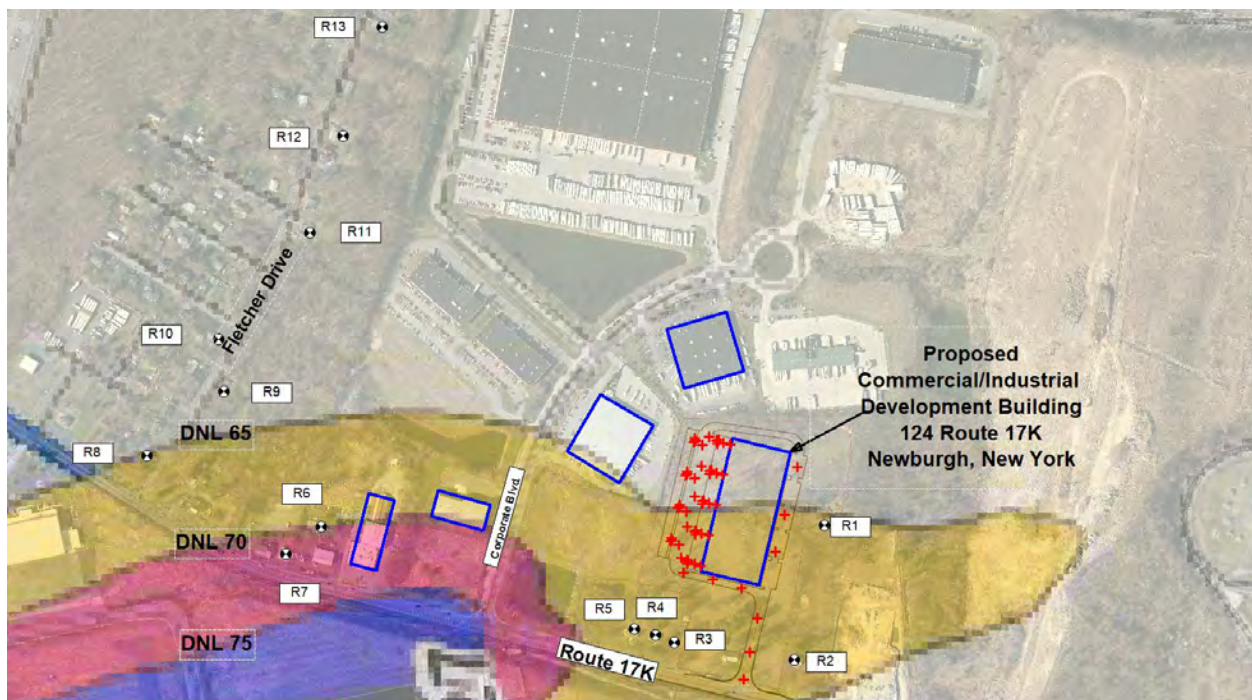 R13
R12
R11
Fletcher Drive
R10
R9
Proposed
Commercial/Industrial
Development Building
124 Route 17K
Newburgh, New York
DNL 65
R8
R6
Corporate Blvd.
R1
DNL 70
R7
R5
R4
R3
R2
DNL 75
Route 17K